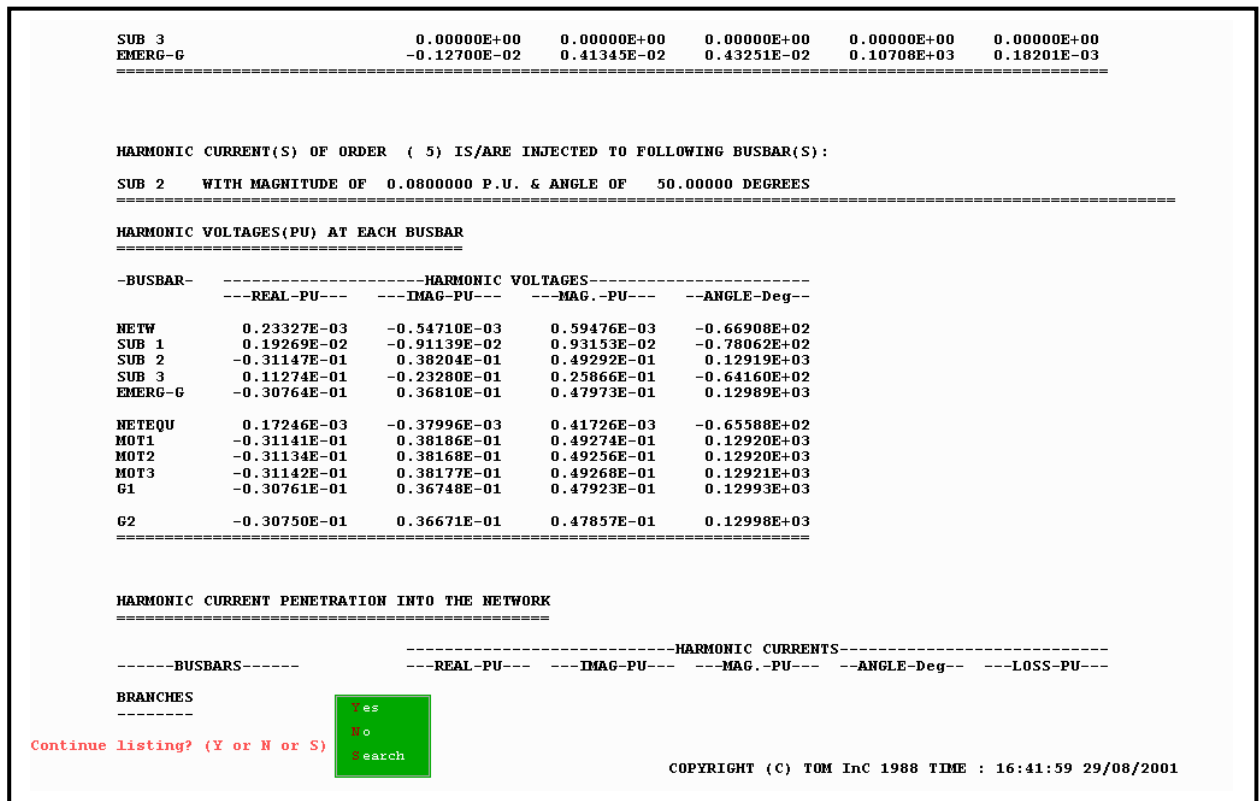 SUB 3 0.00000E+00 0.00000E+00 0.00000E+00 0.00000E+00 0.00000E+00
EMERG-G -0.12700E-02 0.41345E-02 0.43251E-02 0.10708E+03 0.18201E-03
HARMONIC CURRENT(S) OF ORDER ( 5) IS/ARE INJECTED TO FOLLOWING BUSBAR(S):
SUB 2 WITH MAGNITUDE OF 0.0800000 P.U. & ANGLE OF 50.00000 DEGREES
HARMONIC VOLTAGES(PU) AT EACH BUSBAR
-BUSBAR- ---------------------HARMONIC VOLTAGES-----------------------
---REAL-PU--- ---IMAG-PU--- ---MAG.-PU--- --ANGLE-Deg--
NETW 0.23327E-03 -0.54710E-03 0.59476E-03 -0.66908E+02
SUB 1 0.19269E-02 -0.91139E-02 0.93153E-02 -0.78062E+02
SUB 2 -0.31147E-01 0.38204E-01 0.49292E-01 0.12919E+03
SUB 3 0.11274E-01 -0.23280E-01 0.25866E-01 -0.64160E+02
EMERG-G -0.30764E-01 0.36810E-01 0.47973E-01 0.12989E+03
NETEQU 0.17246E-03 -0.37996E-03 0.41726E-03 -0.65588E+02
MOT1 -0.31141E-01 0.38186E-01 0.49274E-01 0.12920E+03
MOT2 -0.31134E-01 0.38168E-01 0.49256E-01 0.12920E+03
MOT3 -0.31142E-01 0.38177E-01 0.49268E-01 0.12921E+03
G1 -0.30761E-01 0.36748E-01 0.47923E-01 0.12993E+03
G2 -0.30750E-01 0.36671E-01 0.47857E-01 0.12998E+03
HARMONIC CURRENT PENETRATION INTO THE NETWORK
----------------------------HARMONIC CURRENTS----------------------------
------BUSBARS------ ---REAL-PU--- ---IMAG-PU--- ---MAG.-PU--- --ANGLE-Deg-- ---LOSS-PU---
BRANCHES
--------
Yes
No
Continue listing? (Y or N or S)
Search
COPYRIGHT (C) TOM InC 1988 TIME : 16:41:59 29/08/2001